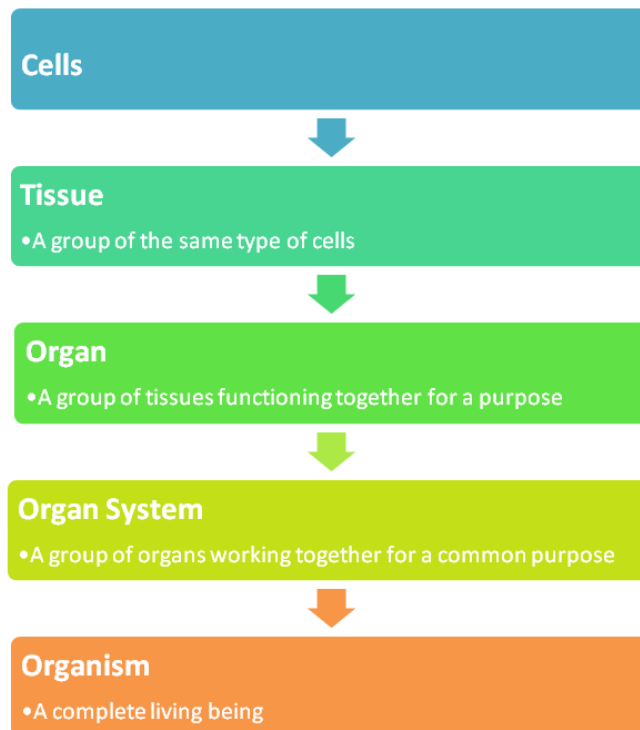 Cells
Tissue
•A group of the same type of cells
Organ
•A group of tissues functioning together for a purpose
Organ System
•A group of organs working together for a common purpose
Organism
•A complete living being